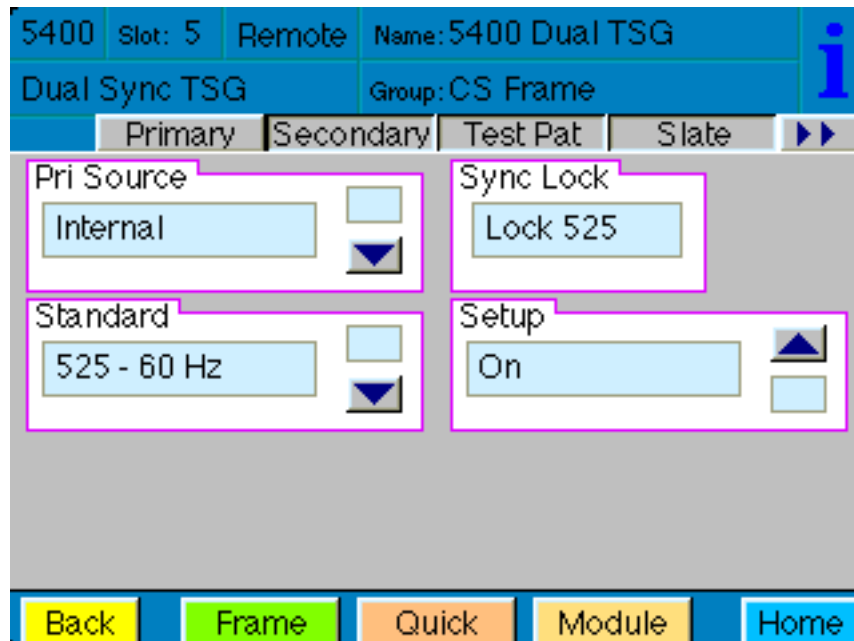 5400 Slot: 5 Remote Name: 5400 Dual TSG
Dual Sync TSG Group: CS Frame
Primary Secondary Test Pat Slate
Pri Source
Internal
Sync Lock
Lock 525
Standard
525 - 60 Hz
Setup
On
Back Frame Quick Module Home